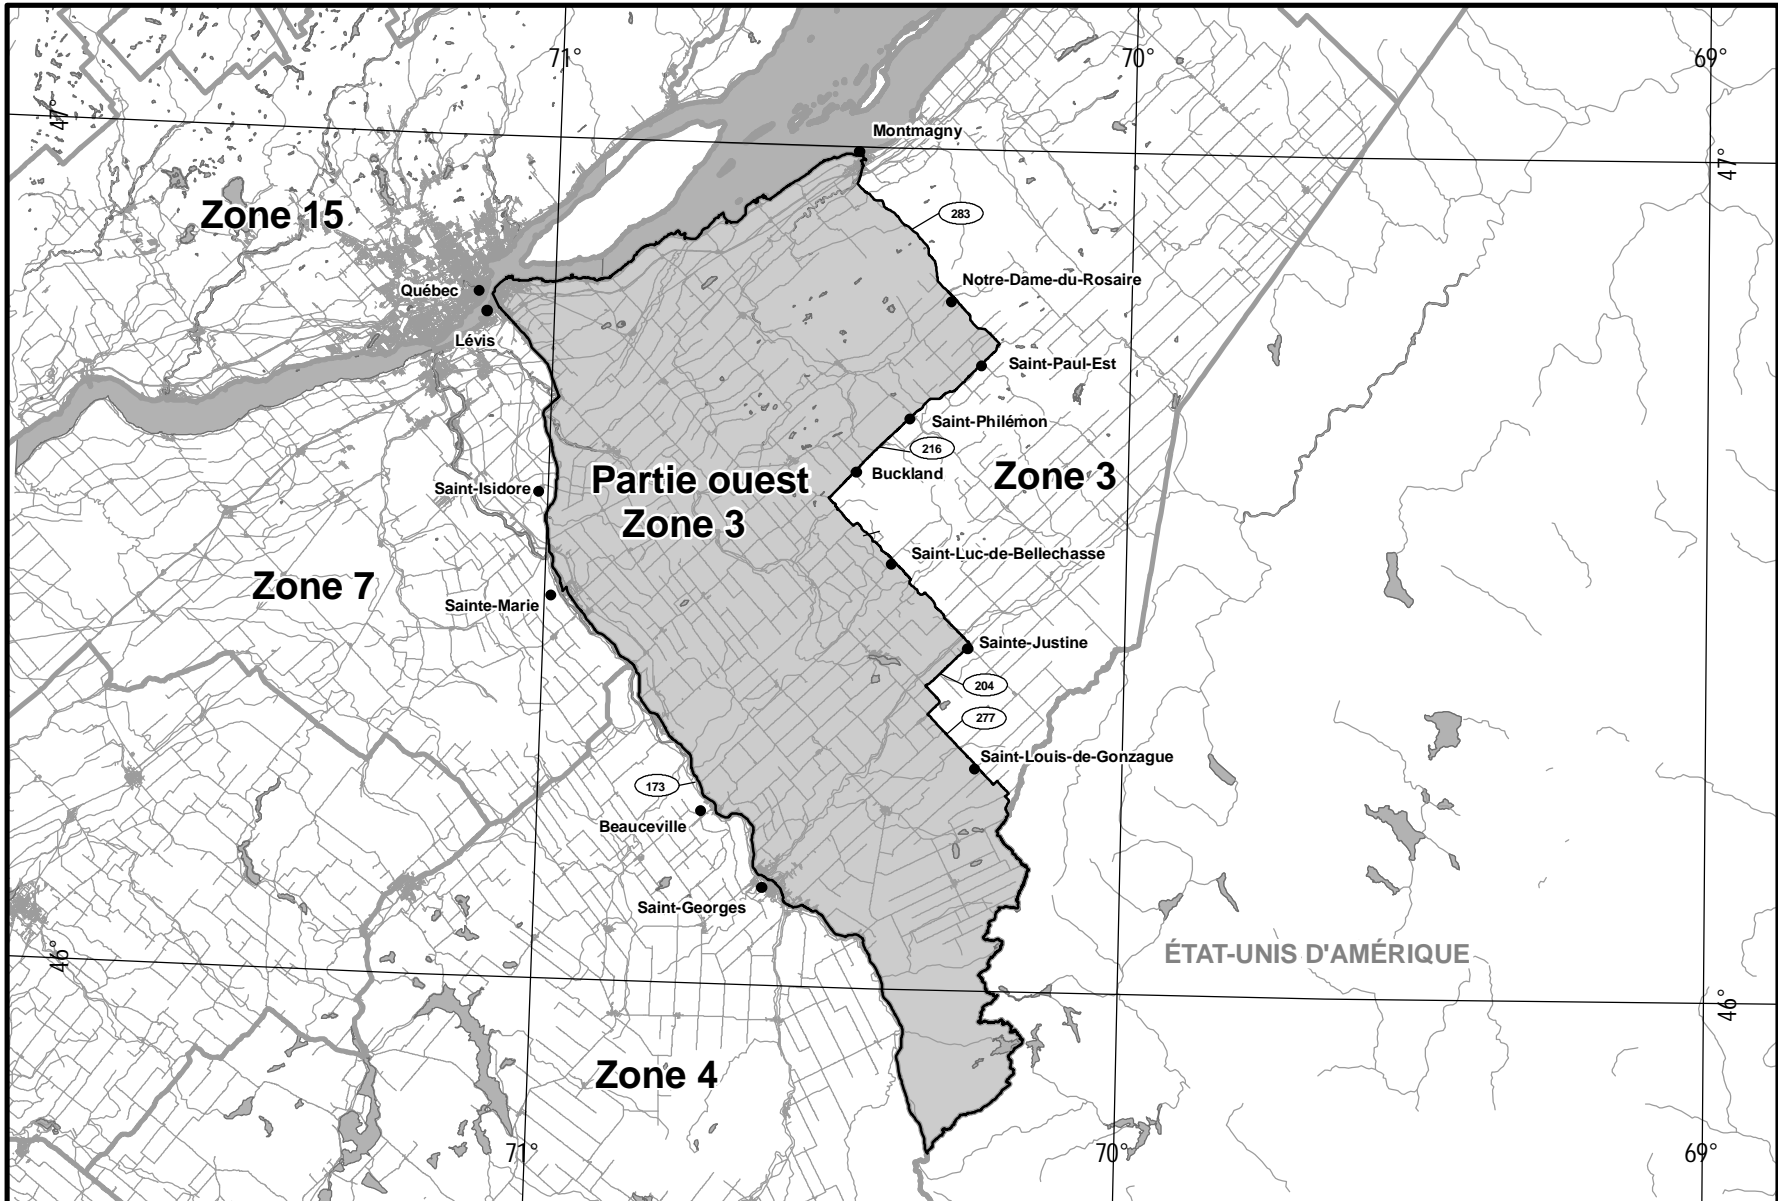 71°
70°
69°
47°
Montmagny
47°
Zone 15
283
Québec
Notre-Dame-du-Rosaire
Lévis
Saint-Paul-Est
Saint-Philémon
216
Buckland
Partie ouest
Zone 3
Zone 3
Saint-Isidore
Saint-Luc-de-Bellechasse
Zone 7
Sainte-Marie
Sainte-Justine
204
277
Saint-Louis-de-Gonzague
173
Beauceville
Saint-Georges
ÉTAT-UNIS D'AMÉRIQUE
46°
46°
Zone 4
71°
70°
69°